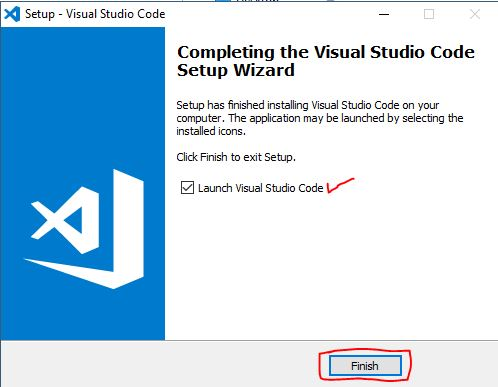 Setup - Visual Studio Code
Completing the Visual Studio Code
Setup Wizard
Setup has finished installing Visual Studio Code on your
computer. The application may be launched by selecting the
installed icons.
Click Finish to exit Setup.
Launch Visual Studio Code
Finish